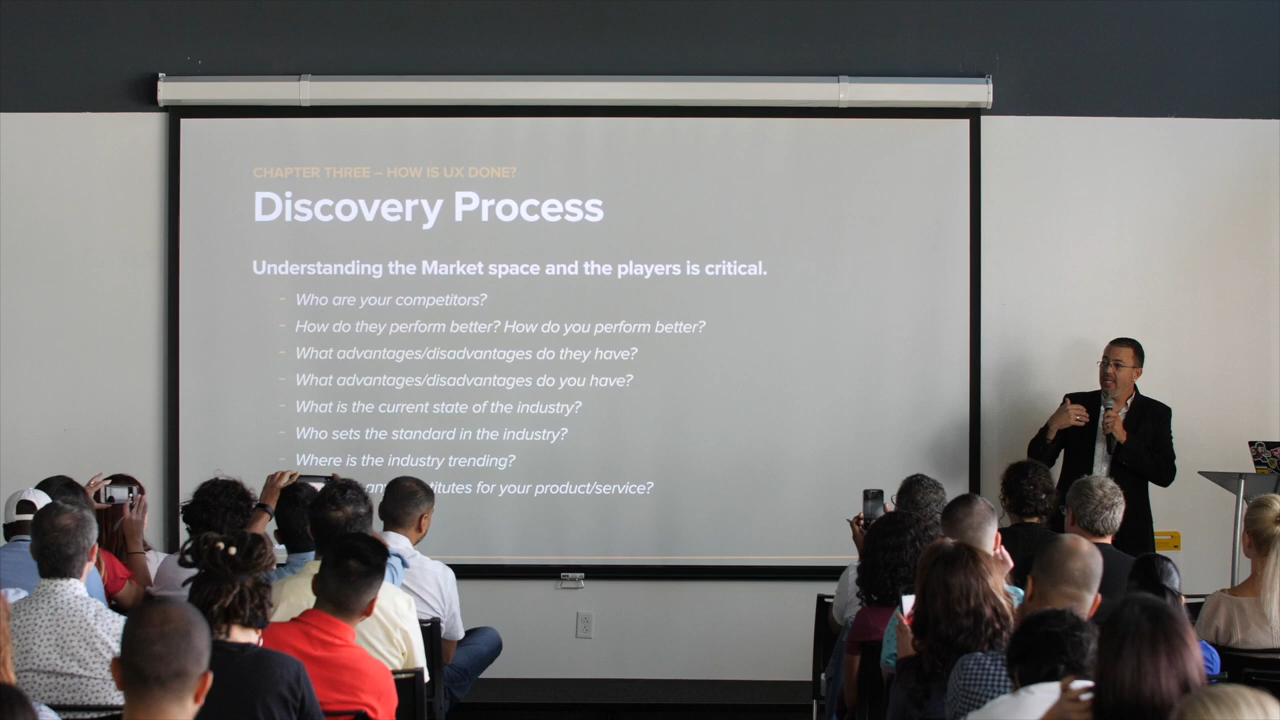 CHAPTER THREE – HOW IS UX DONE?
Discovery Process
Understanding the Market space and the players is critical.
- Who are your competitors?
- How do they perform better? How do you perform better?
- What advantages/disadvantages do they have?
- What advantages/disadvantages do you have?
- What is the current state of the industry?
- Who sets the standard in the industry?
- Where is the industry trending?
for your product/service?